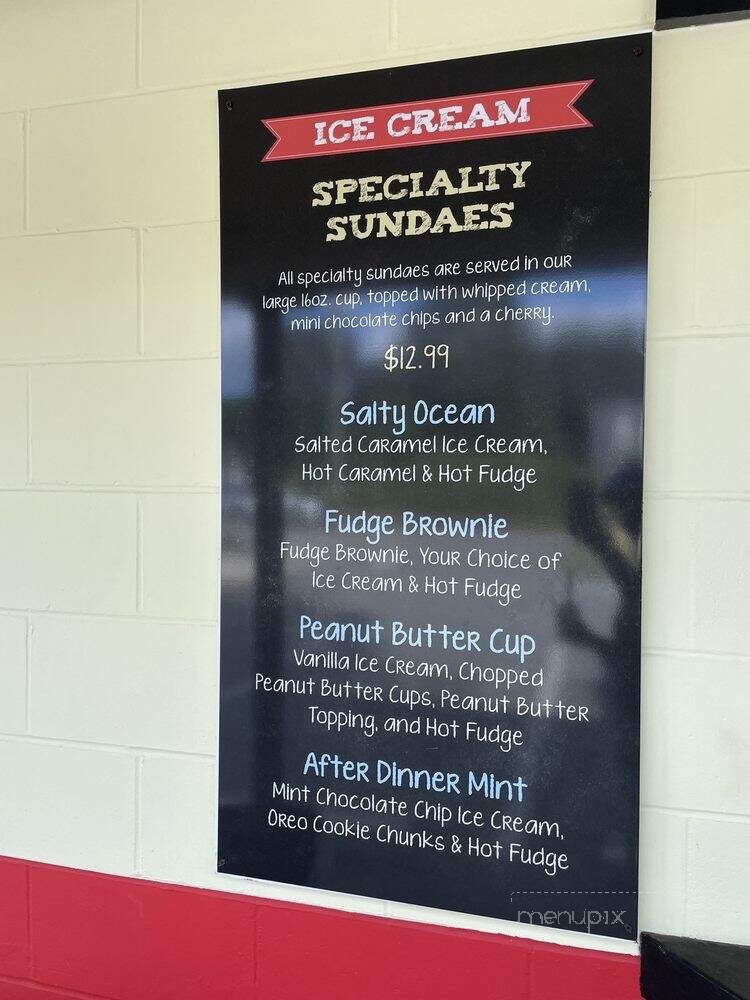 ICE CREAM
SPECIALTY
SUNDAES
All specialty sundaes are served in our
large 16oz. cup, topped with whipped cream,
mini chocolate chips and a cherry.
$12.99
Salty Ocean
Salted Caramel Ice Cream,
Hot Caramel & Hot Fudge
Fudge Brownie
Fudge Brownie, Your Choice of
Ice Cream & Hot Fudge
Peanut Butter Cup
Vanilla Ice Cream, Chopped
Peanut Butter Cups, Peanut Butter
Topping, and Hot Fudge
After Dinner Mint
Mint Chocolate Chip Ice Cream,
Oreo Cookie Chunks & Hot Fudge
menupix